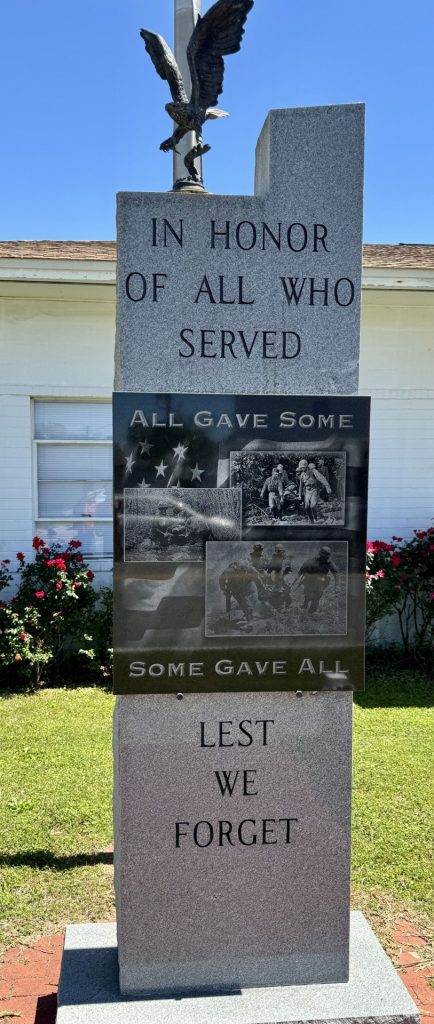 IN HONOR
OF ALL WHO
SERVED
ALL GAVE SOME
SOME GAVE ALL
LEST
WE
FORGET